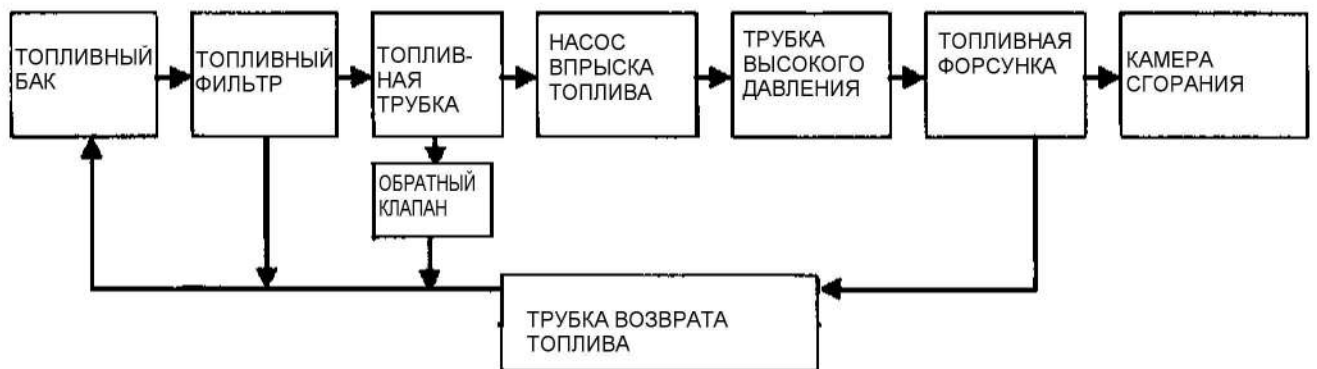 ТОПЛИВНЫЙ
БАК
ТОПЛИВНЫЙ
ФИЛЬТР
ТОПЛИВ-
НАЯ
ТРУБКА
НАСОС
ВПРЫСКА
ТОПЛИВА
ТРУБКА
ВЫСОКОГО
ДАВЛЕНИЯ
ТОПЛИВНАЯ
ФОРСУНКА
КАМЕРА
СГОРАНИЯ
ОБРАТНЫЙ
КЛАПАН
ТРУБКА ВОЗВРАТА
ТОПЛИВА